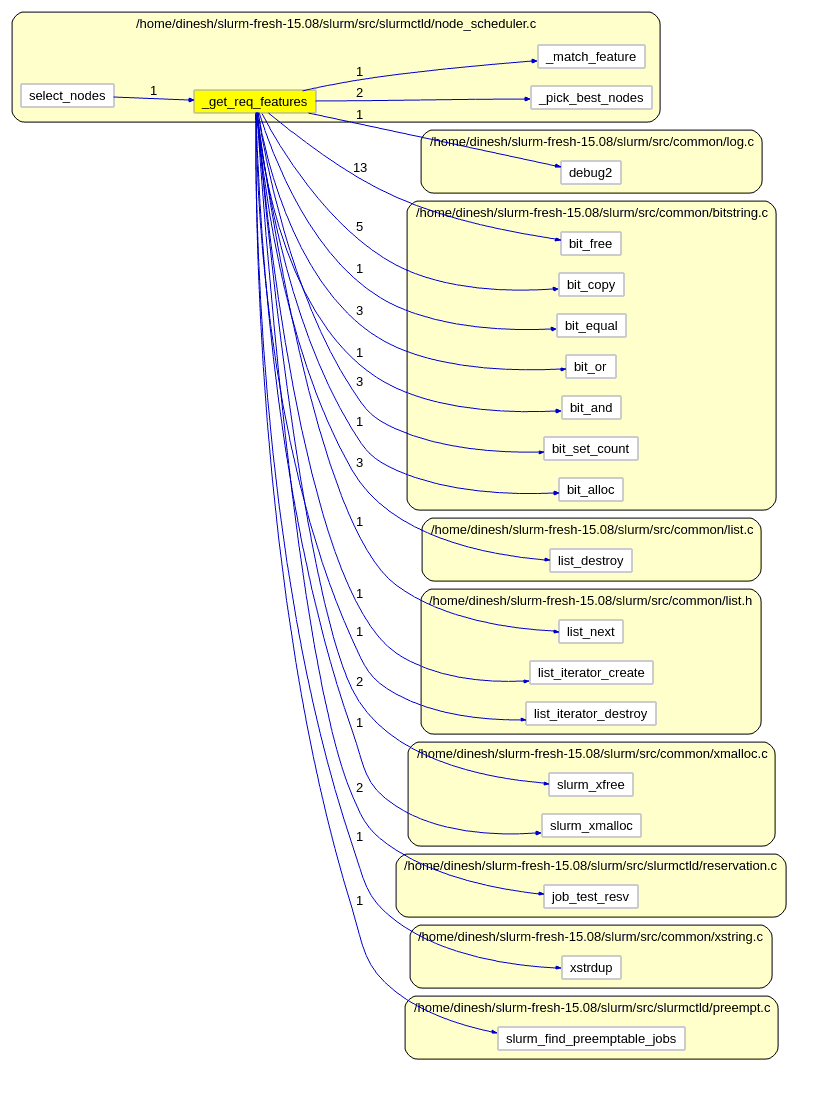 /home/dinesh/slurm-fresh-15.08/slurm/src/slurmctld/node_scheduler.c
_match_feature
1
select_nodes
1
_get_req_features
2
_pick_best_nodes
1
/home/dinesh/slurm-fresh-15.08/slurm/src/common/log.c
debug2
13
/home/dinesh/slurm-fresh-15.08/slurm/src/common/bitstring.c
5
bit_free
1
bit_copy
3
bit_equal
1
bit_or
3
bit_and
1
bit_set_count
3
bit_alloc
1
/home/dinesh/slurm-fresh-15.08/slurm/src/common/list.c
list_destroy
1
/home/dinesh/slurm-fresh-15.08/slurm/src/common/list.h
1
list_next
list_iterator_create
2
list_iterator_destroy
1
/home/dinesh/slurm-fresh-15.08/slurm/src/common/xmalloc.c
2
slurm_xfree
slurm_xmalloc
1
/home/dinesh/slurm-fresh-15.08/slurm/src/slurmctld/reservation.c
job_test_resv
1
/home/dinesh/slurm-fresh-15.08/slurm/src/common/xstring.c
xstrdup
/home/dinesh/slurm-fresh-15.08/slurm/src/slurmctld/preempt.c
slurm_find_preemptable_jobs